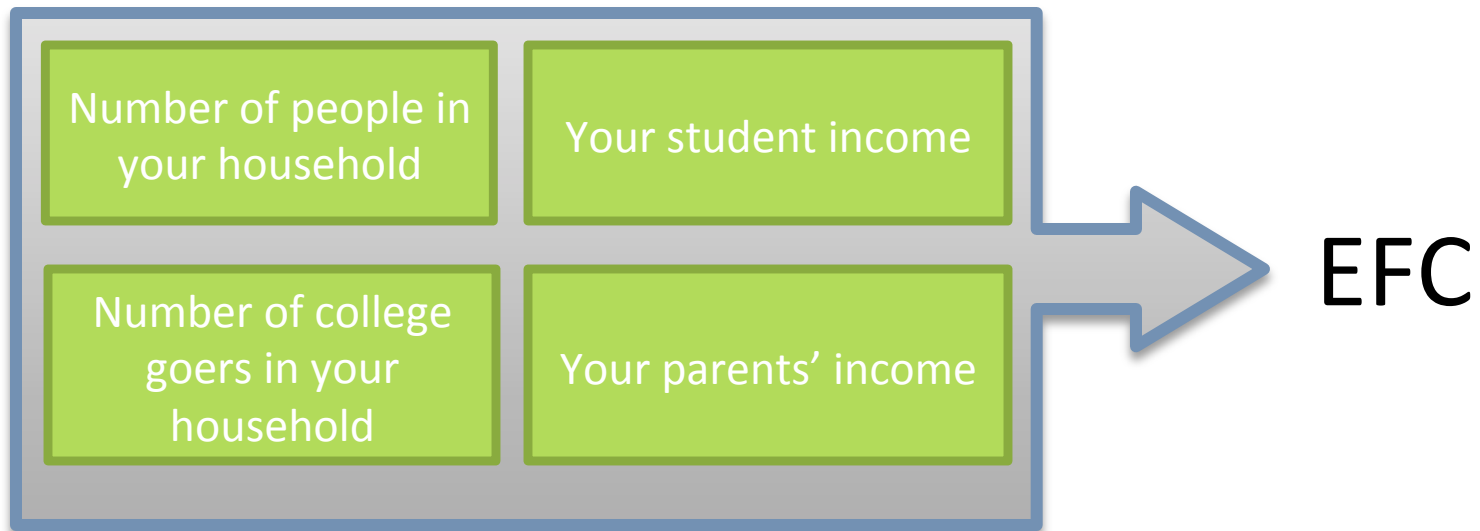 Number of people in
your household
Your student income
Number of college
goers in your
household
Your parents’ income
EFC